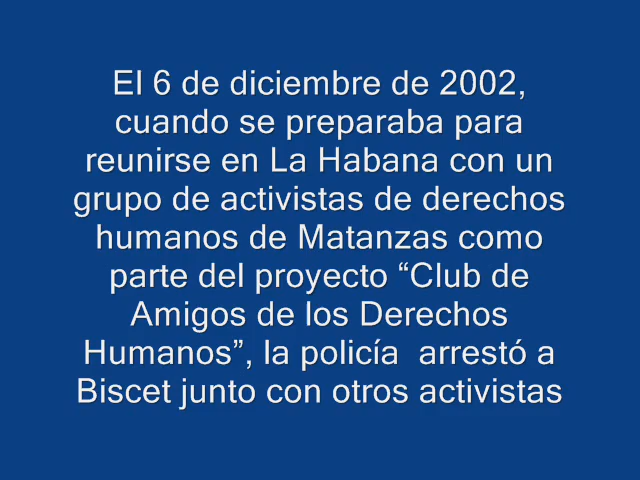 El 6 de diciembre de 2002,
cuando se preparaba para
reunirse en La Habana con un
grupo de activistas de derechos
humanos de Matanzas como
parte del proyecto “Club de
Amigos de los Derechos
Humanos”, la policía  arrestó a
Biscet junto con otros activistas